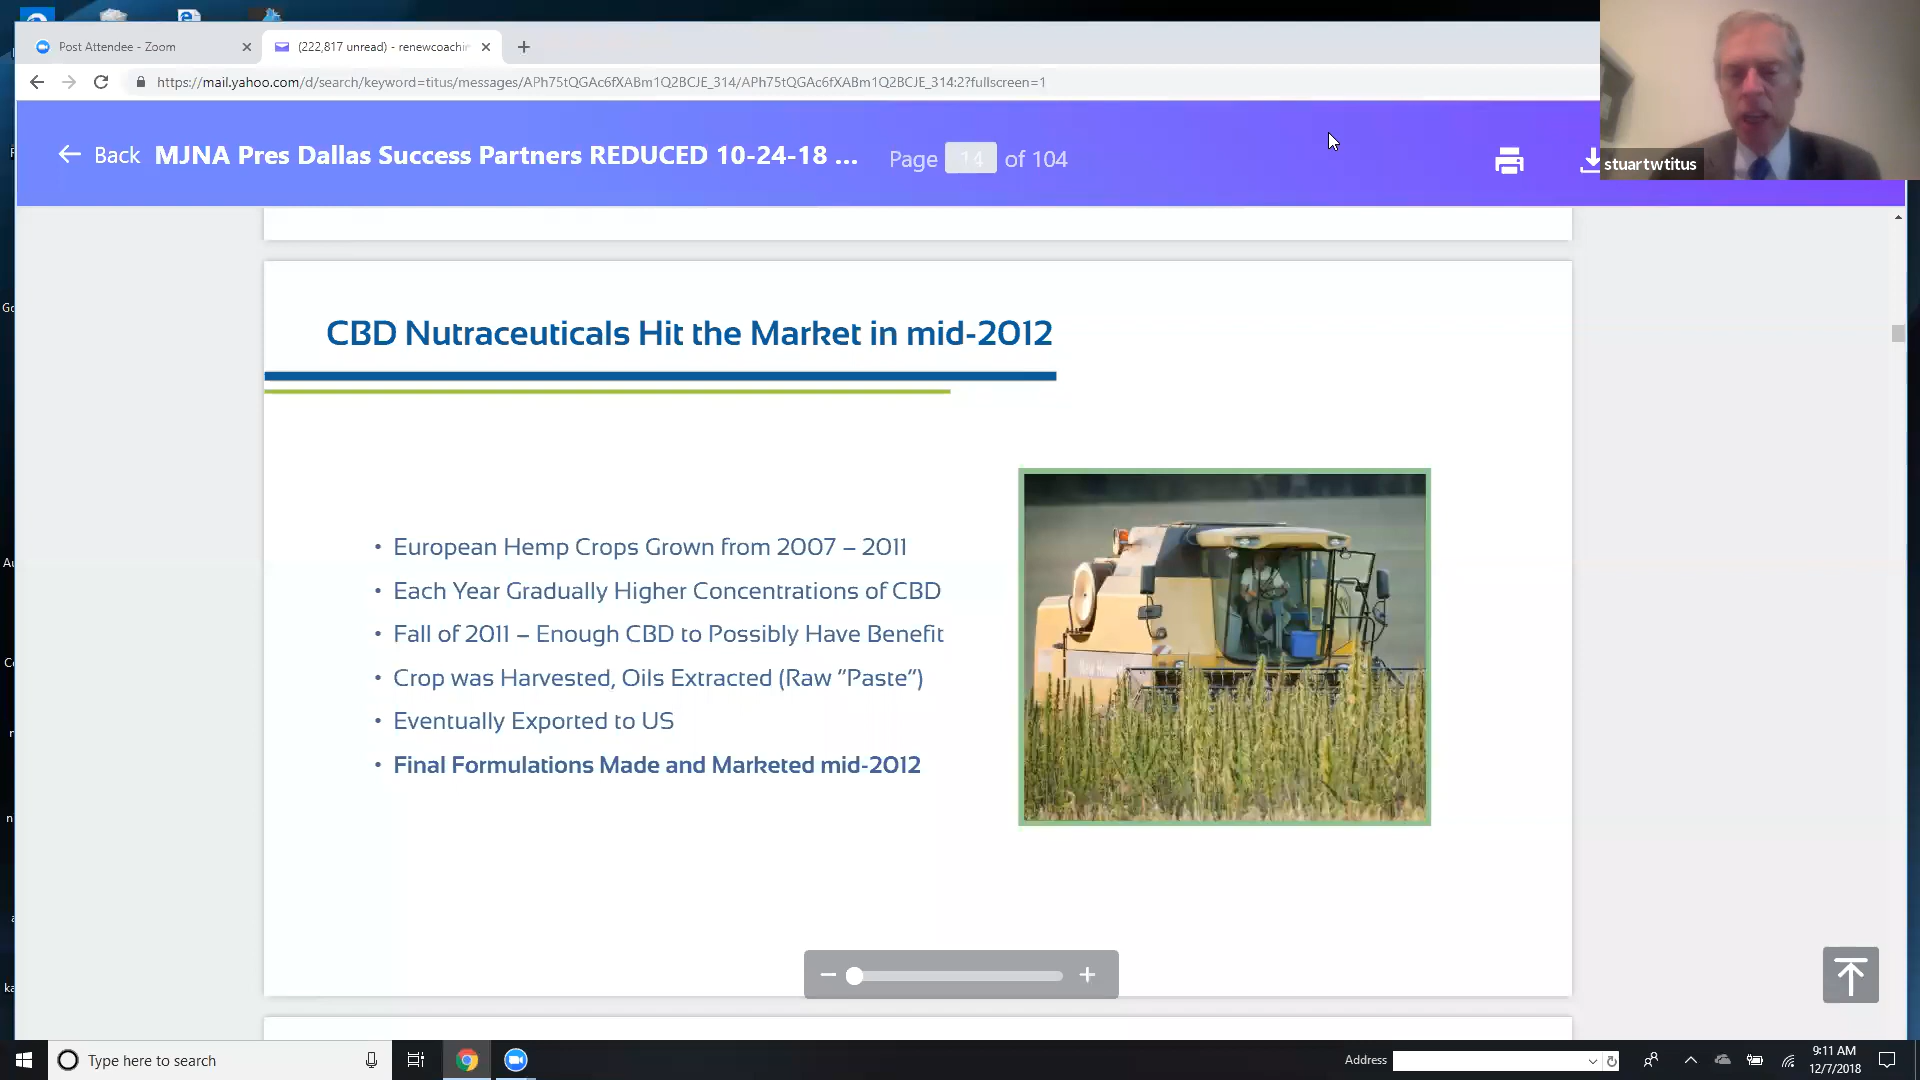 Post Attendee - Zoom
(222,817 unread) - renewcoachin
https://mail.yahoo.com/d/search/keyword=titus/messages/APh75tQGAc6fXABm1Q2BCJE_314/APh75tQGAc6fXABm1Q2BCJE_314:2?fullscreen=1
Back MJNA Pres Dallas Success Partners REDUCED 10-24-18 ... Page 14 of 104
stuartwtitus
CBD Nutraceuticals Hit the Market in mid-2012
• European Hemp Crops Grown from 2007 – 2011
• Each Year Gradually Higher Concentrations of CBD
• Fall of 2011 – Enough CBD to Possibly Have Benefit
• Crop was Harvested, Oils Extracted (Raw “Paste”)
• Eventually Exported to US
• Final Formulations Made and Marketed mid-2012
Type here to search
Address
9:11 AM
12/7/2018